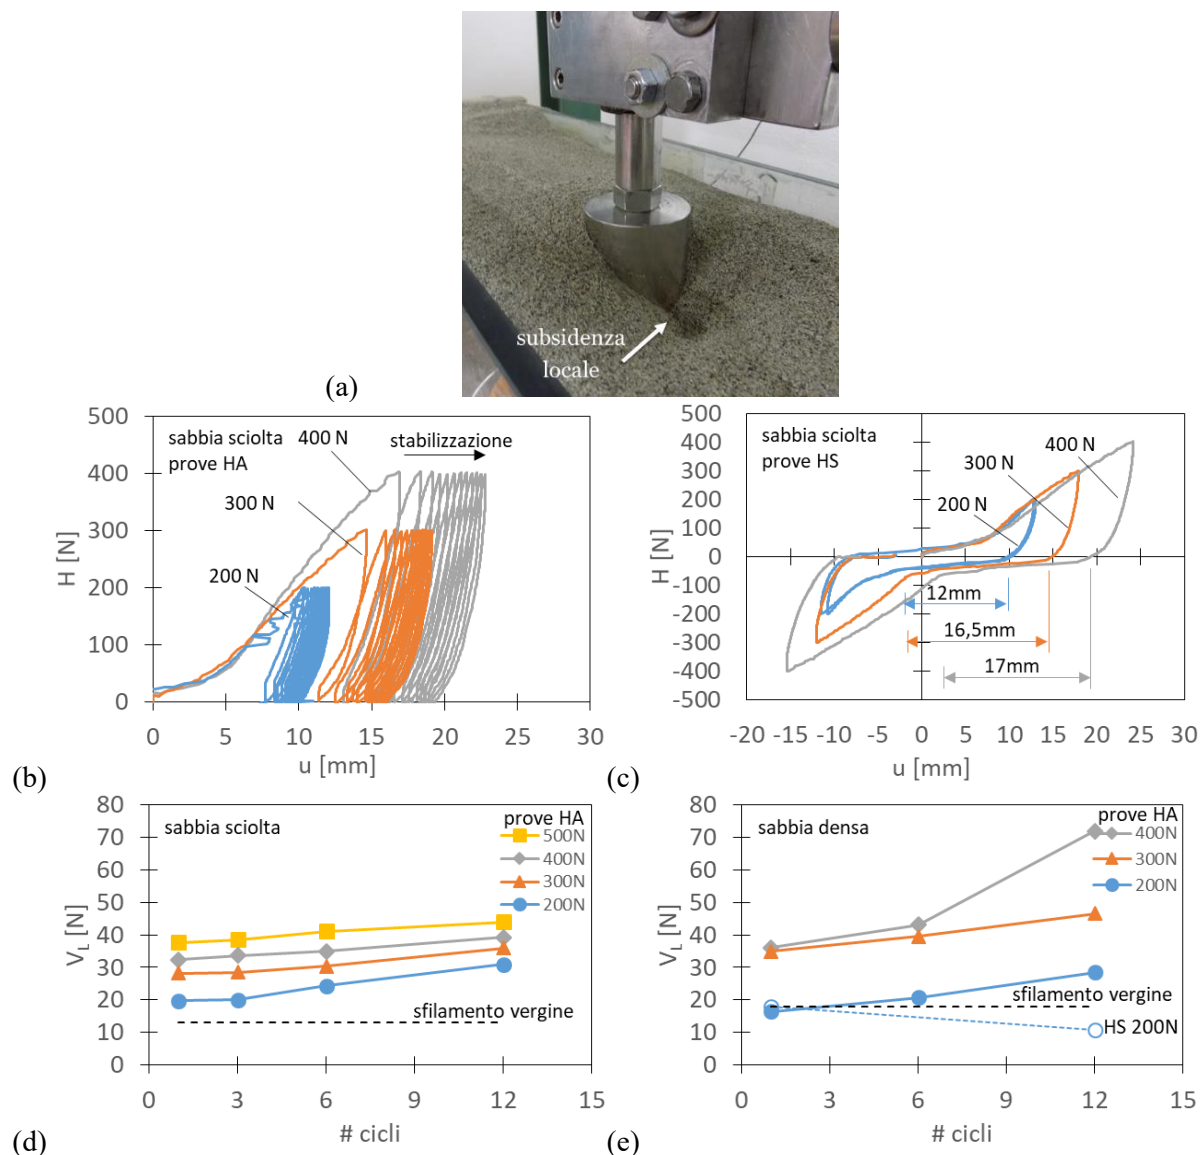 subsidenza
locale
(a)
500
400
300
200
100
0
H [N]
sabbia sciolta
prove HA
400 N
stabilizzazione
300 N
200 N
0
5
10
15
20
25
30
u [mm]
(b)
500
400
300
200
100
0
-100
-200
-300
-400
-500
H [N]
sabbia sciolta
prove HS
400 N
300 N
200 N
12mm
16,5mm
17mm
-20
-15
-10
-5
0
5
10
15
20
25
30
u [mm]
(c)
80
70
60
50
40
30
20
10
0
VL [N]
sabbia sciolta
prove HA
500N
400N
300N
200N
sfilamento vergine
0
3
6
9
12
15
# cicli
(d)
80
70
60
50
40
30
20
10
0
VL [N]
sabbia densa
prove HA
400N
300N
200N
sfilamento vergine
HS 200N
0
3
6
9
12
15
# cicli
(e)